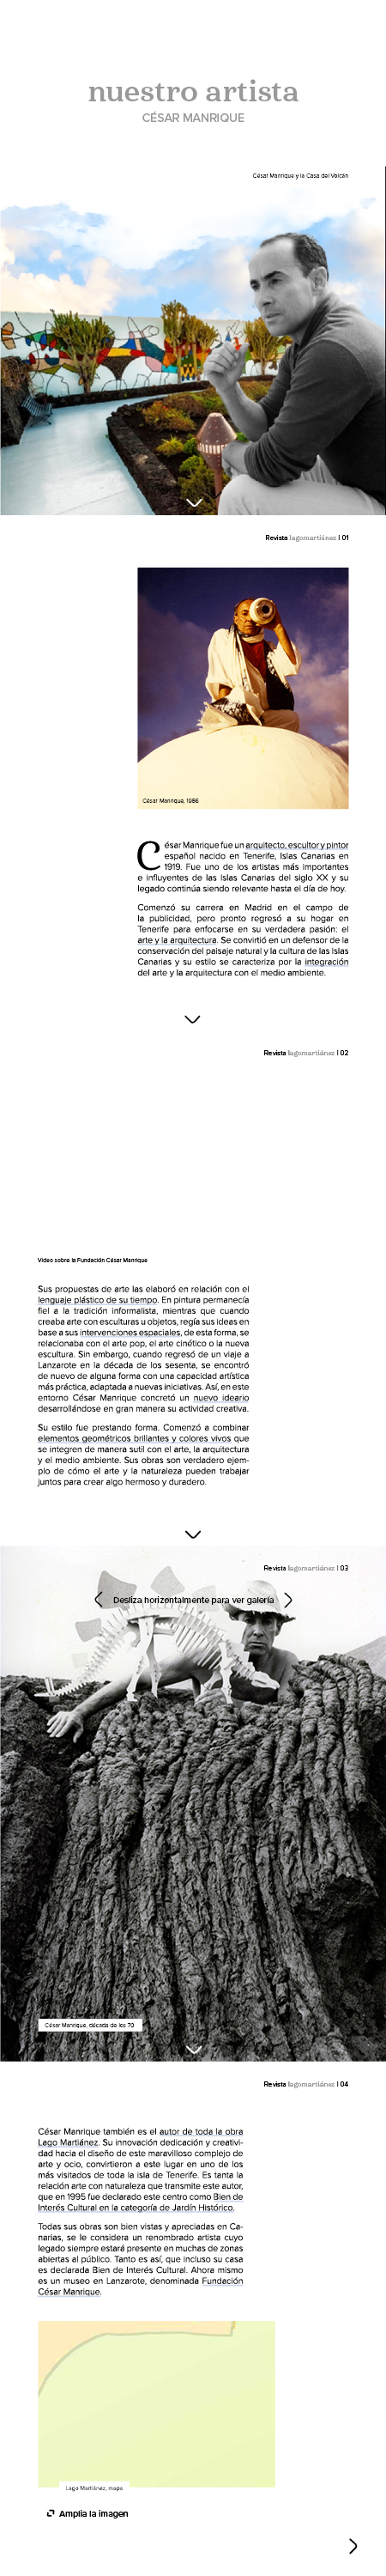 nuestro artista
CÉSAR MANRIQUE
César Manrique y la Casa del Volcán
Revista lagomartiánez | 01
César Manrique, 1986
César Manrique fue un arquitecto, escultor y pintor
español nacido en Tenerife, Islas Canarias en
1919. Fue uno de los artistas más importantes
e influyentes de las Islas Canarias del siglo XX y su
legado continúa siendo relevante hasta el día de hoy.
Comenzó su carrera en Madrid en el campo de
la publicidad, pero pronto regresó a su hogar en
Tenerife para enfocarse en su verdadera pasión: el
arte y la arquitectura. Se convirtió en un defensor de la
conservación del paisaje natural y la cultura de las Islas
Canarias y su estilo se caracteriza por la integración
del arte y la arquitectura con el medio ambiente.
Revista lagomartiánez | 02
Vídeo sobre la Fundación César Manrique
Sus propuestas de arte las elaboró en relación con el
lenguaje plástico de su tiempo. En pintura permanecía
fiel a la tradición informalista, mientras que cuando
creaba arte con esculturas u objetos, regía sus ideas en
base a sus intervenciones espaciales, de esta forma, se
relacionaba con el arte pop, el arte cinético o la nueva
escultura. Sin embargo, cuando regresó de un viaje a
Lanzarote en la década de los sesenta, se encontró
de nuevo de alguna forma con una capacidad artística
más práctica, adaptada a nuevos iniciativas. Así, en este
entorno César Manrique concretó un nuevo ideario
desarrollándose en gran manera su actividad creativa.
Su estilo fue prestando forma. Comenzó a combinar
elementos geométricos brillantes y colores vivos que
se integren de manera sutil con el arte, la arquitectura
y el medio ambiente. Sus obras son verdadero ejem-
plo de cómo el arte y la naturaleza pueden trabajar
juntos para crear algo hermoso y duradero.
Revista lagomartiánez | 03
Desliza horizontalmente para ver galería
César Manrique, década de los 70
Revista lagomartiánez | 04
César Manrique también es el autor de toda la obra
Lago Martiánez. Su innovación dedicación y creativi-
dad hacia el diseño de este maravilloso complejo de
arte y ocio, convirtieron a este lugar en uno de los
más visitados de toda la isla de Tenerife. Es tanta la
relación arte con naturaleza que transmite este autor,
que en 1995 fue declarado este centro como Bien de
Interés Cultural en la categoría de Jardín Histórico.
Todas sus obras son bien vistas y apreciadas en Ca-
narias, se le considera un renombrado artista cuyo
legado siempre estará presente en muchas de zonas
abiertas al público. Tanto es así, que incluso su casa
es declarada Bien de Interés Cultural. Ahora mismo
es un museo en Lanzarote, denominada Fundación
César Manrique.
Lago Martiánez, mapa
Amplia la imagen